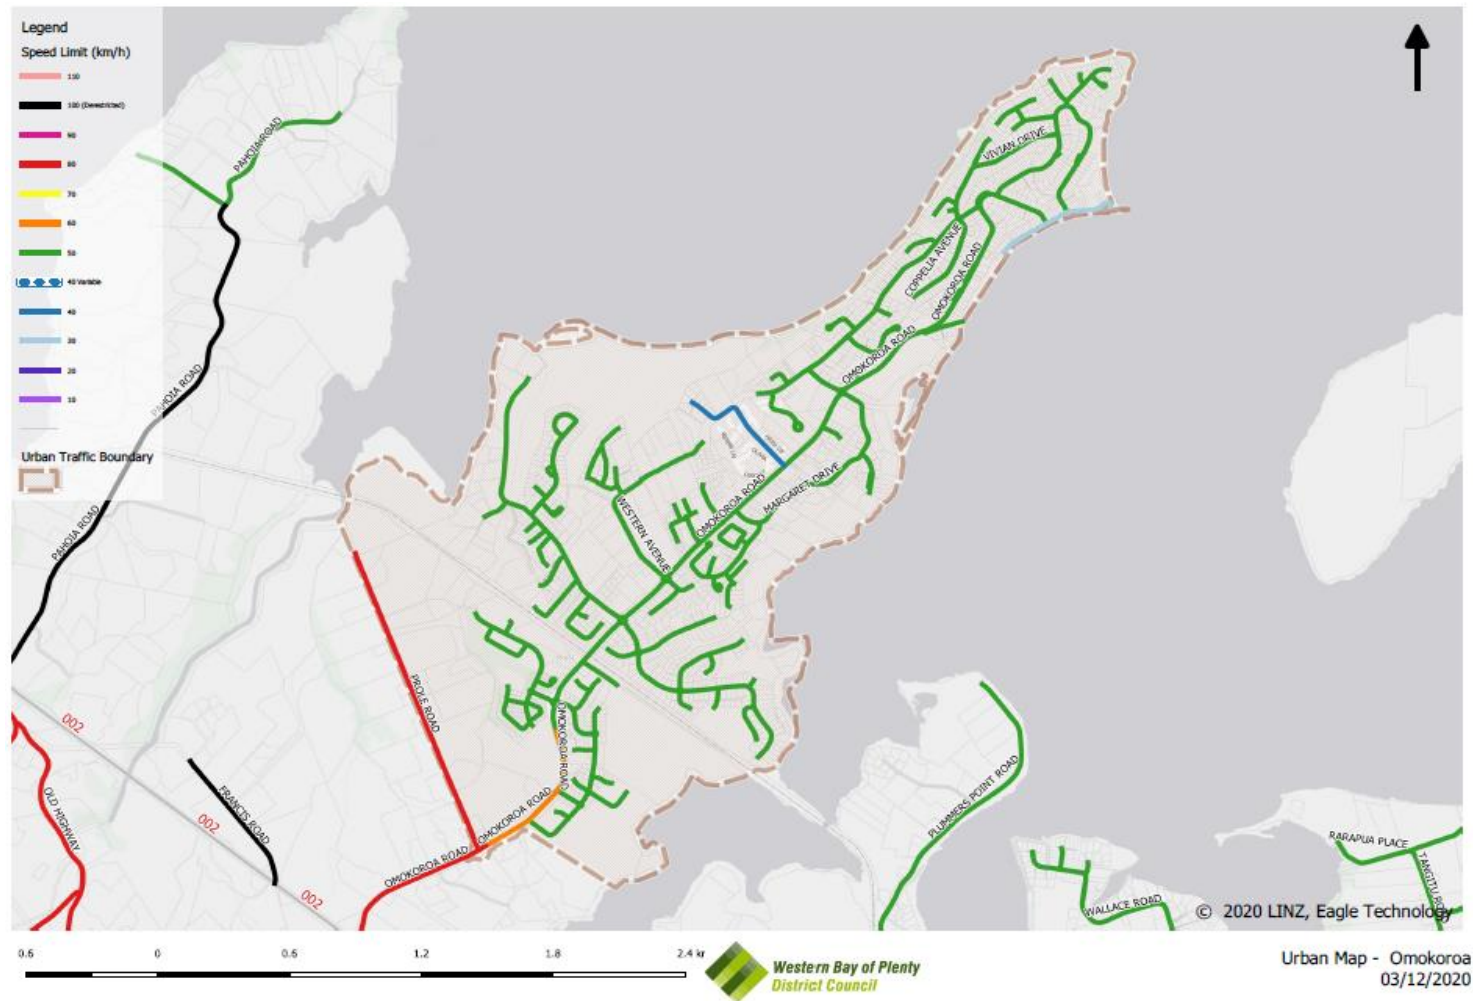 Legend
Speed Limit (km/h)
110
100 (Derestricted)
90
80
70
60
50
40 Variable
40
30
20
10
Urban Traffic Boundary
PAHOIA ROAD
PAHOIA ROAD
PAHOIA ROAD
VIVIAN DRIVE
COPPELIA AVENUE
OMOKOROA ROAD
OMOKOROA ROAD
OMOKOROA ROAD
MARGARET DRIVE
WESTERN AVENUE
PROLE ROAD
OMOKOROA ROAD
OMOKOROA ROAD
OMOKOROA ROAD
002
002
002
OLD HIGHWAY
FRANCIS ROAD
PLUMMERS POINT ROAD
RARAPUA PLACE
WALLACE ROAD
© 2020 LINZ, Eagle Technology
0.6 0 0.6 1.2 1.8 2.4
Western Bay of Plenty
District Council
Urban Map - Omokoroa
03/12/2020